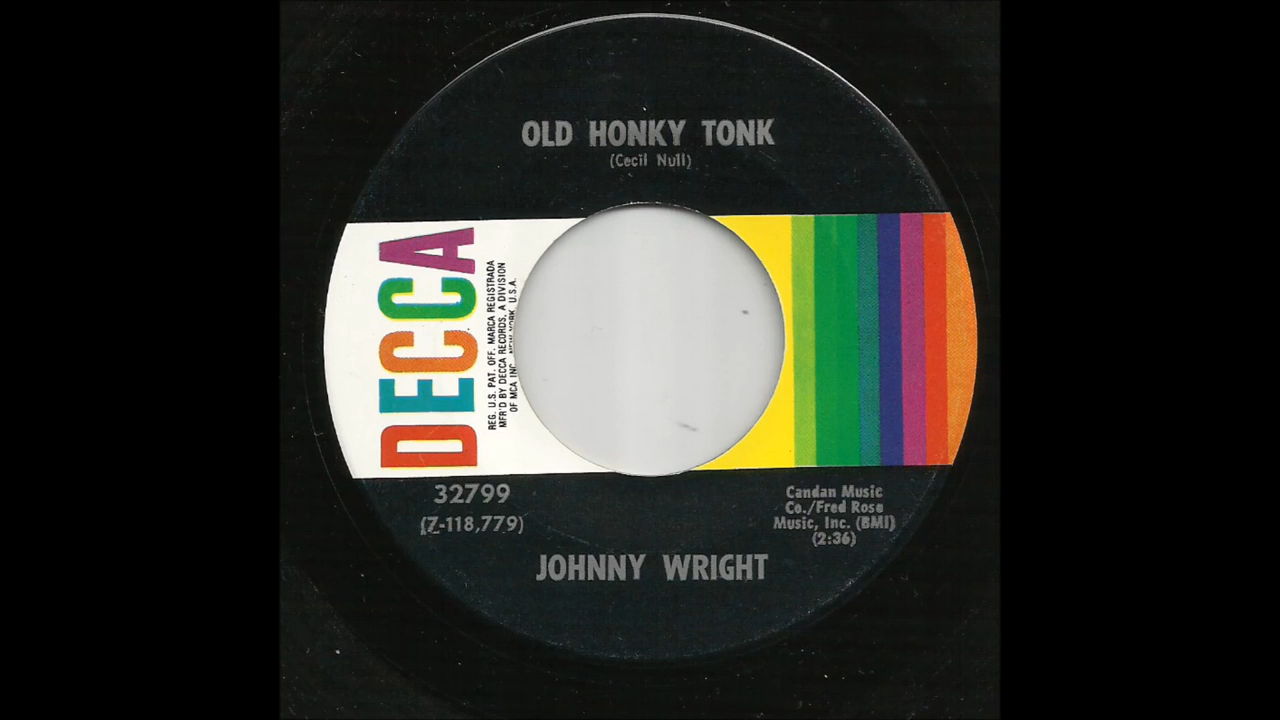 OLD HONKY TONK
(Cecil Null)
DECCA
REG. U.S. PAT. OFF. MARCA REGISTRADA
MFR'D BY DECCA RECORDS, A DIVISION
OF MCA INC. NEW YORK, U.S.A.
32799
(7-118,779)
Candan Music
Co./Fred Rose
Music, Inc. (BMI)
(2:36)
JOHNNY WRIGHT